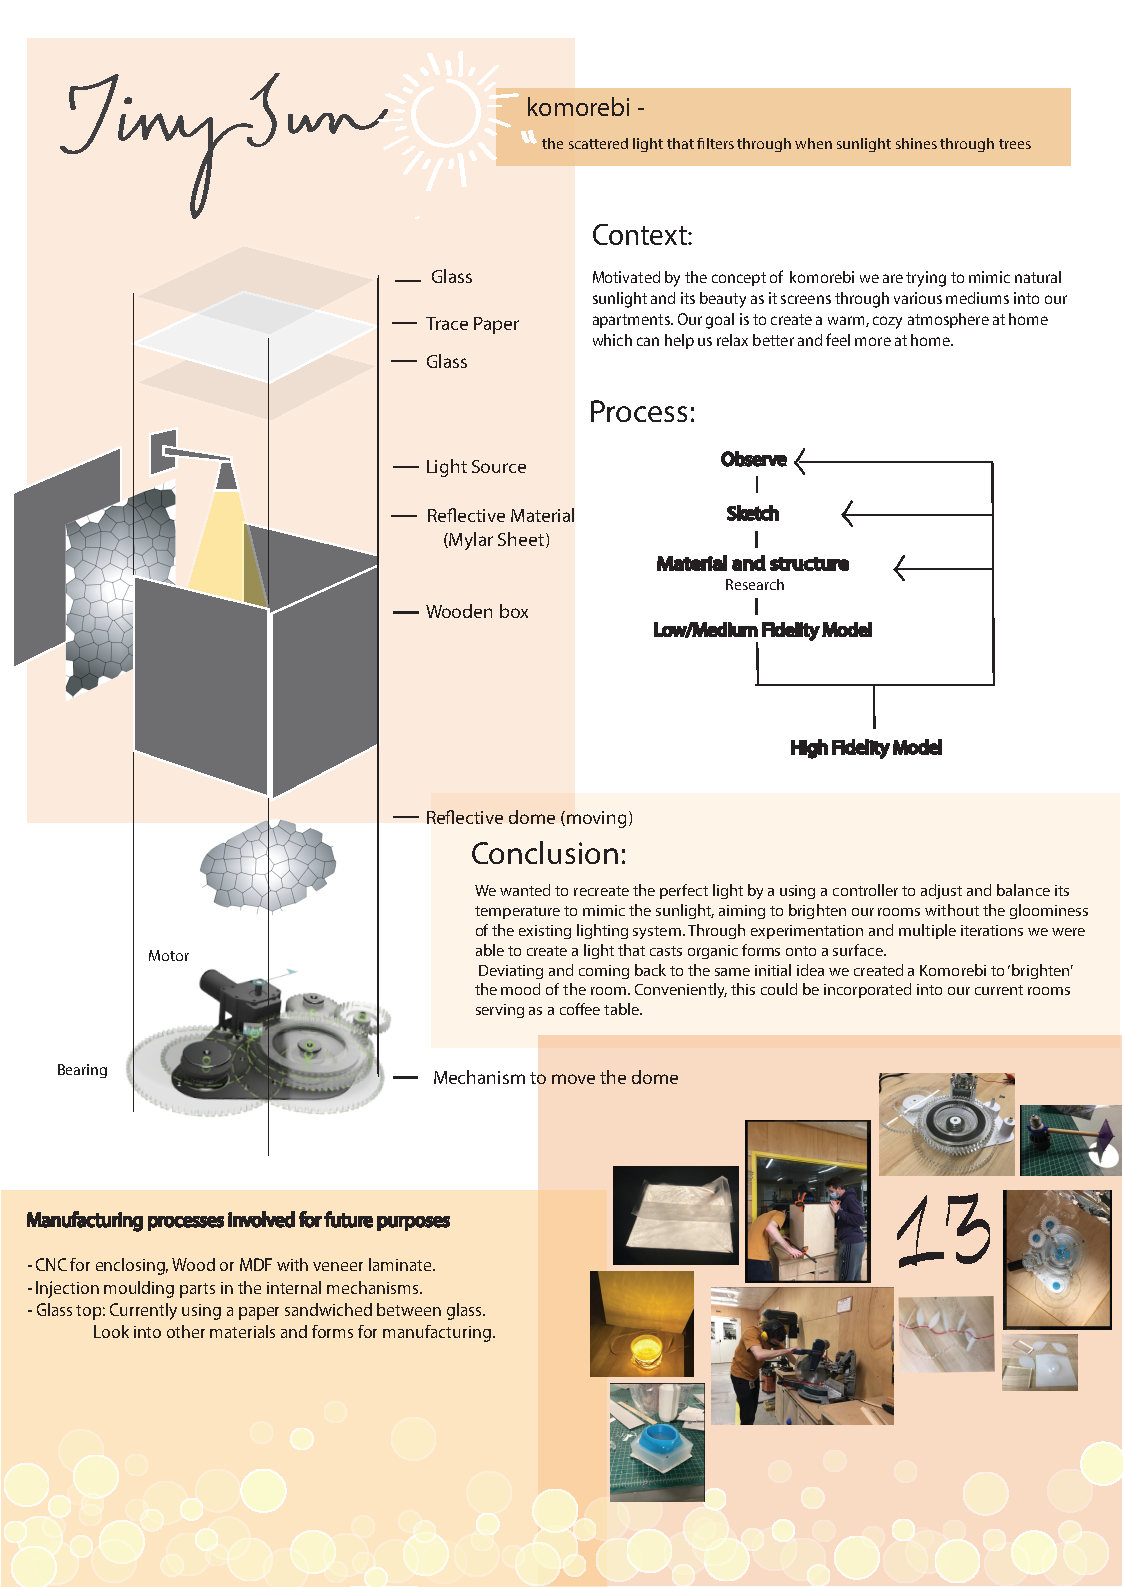 Tiny Sun
komorebi -
“ the scattered light that filters through when sunlight shines through trees
Glass
Trace Paper
Glass
Light Source
Reflective Material
(Mylar Sheet)
Wooden box
Reflective dome (moving)
Motor
Bearing
Mechanism to move the dome
Context:
Motivated by the concept of komorebi we are trying to mimic natural
sunlight and its beauty as it screens through various mediums into our
apartments. Our goal is to create a warm, cozy atmosphere at home
which can help us relax better and feel more at home.
Process:
Observe
Sketch
Material and structure
Research
Low/Medium Fidelity Model
High Fidelity Model
Conclusion:
We wanted to recreate the perfect light by a using a controller to adjust and balance its
temperature to mimic the sunlight, aiming to brighten our rooms without the gloominess
of the existing lighting system. Through experimentation and multiple iterations we were
able to create a light that casts organic forms onto a surface.
Deviating and coming back to the same initial idea we created a Komorebi to ‘brighten’
the mood of the room. Conveniently, this could be incorporated into our current rooms
serving as a coffee table.
Manufacturing processes involved for future purposes
- CNC for enclosing, Wood or MDF with veneer laminate.
- Injection moulding parts in the internal mechanisms.
- Glass top: Currently using a paper sandwiched between glass.
Look into other materials and forms for manufacturing.
13